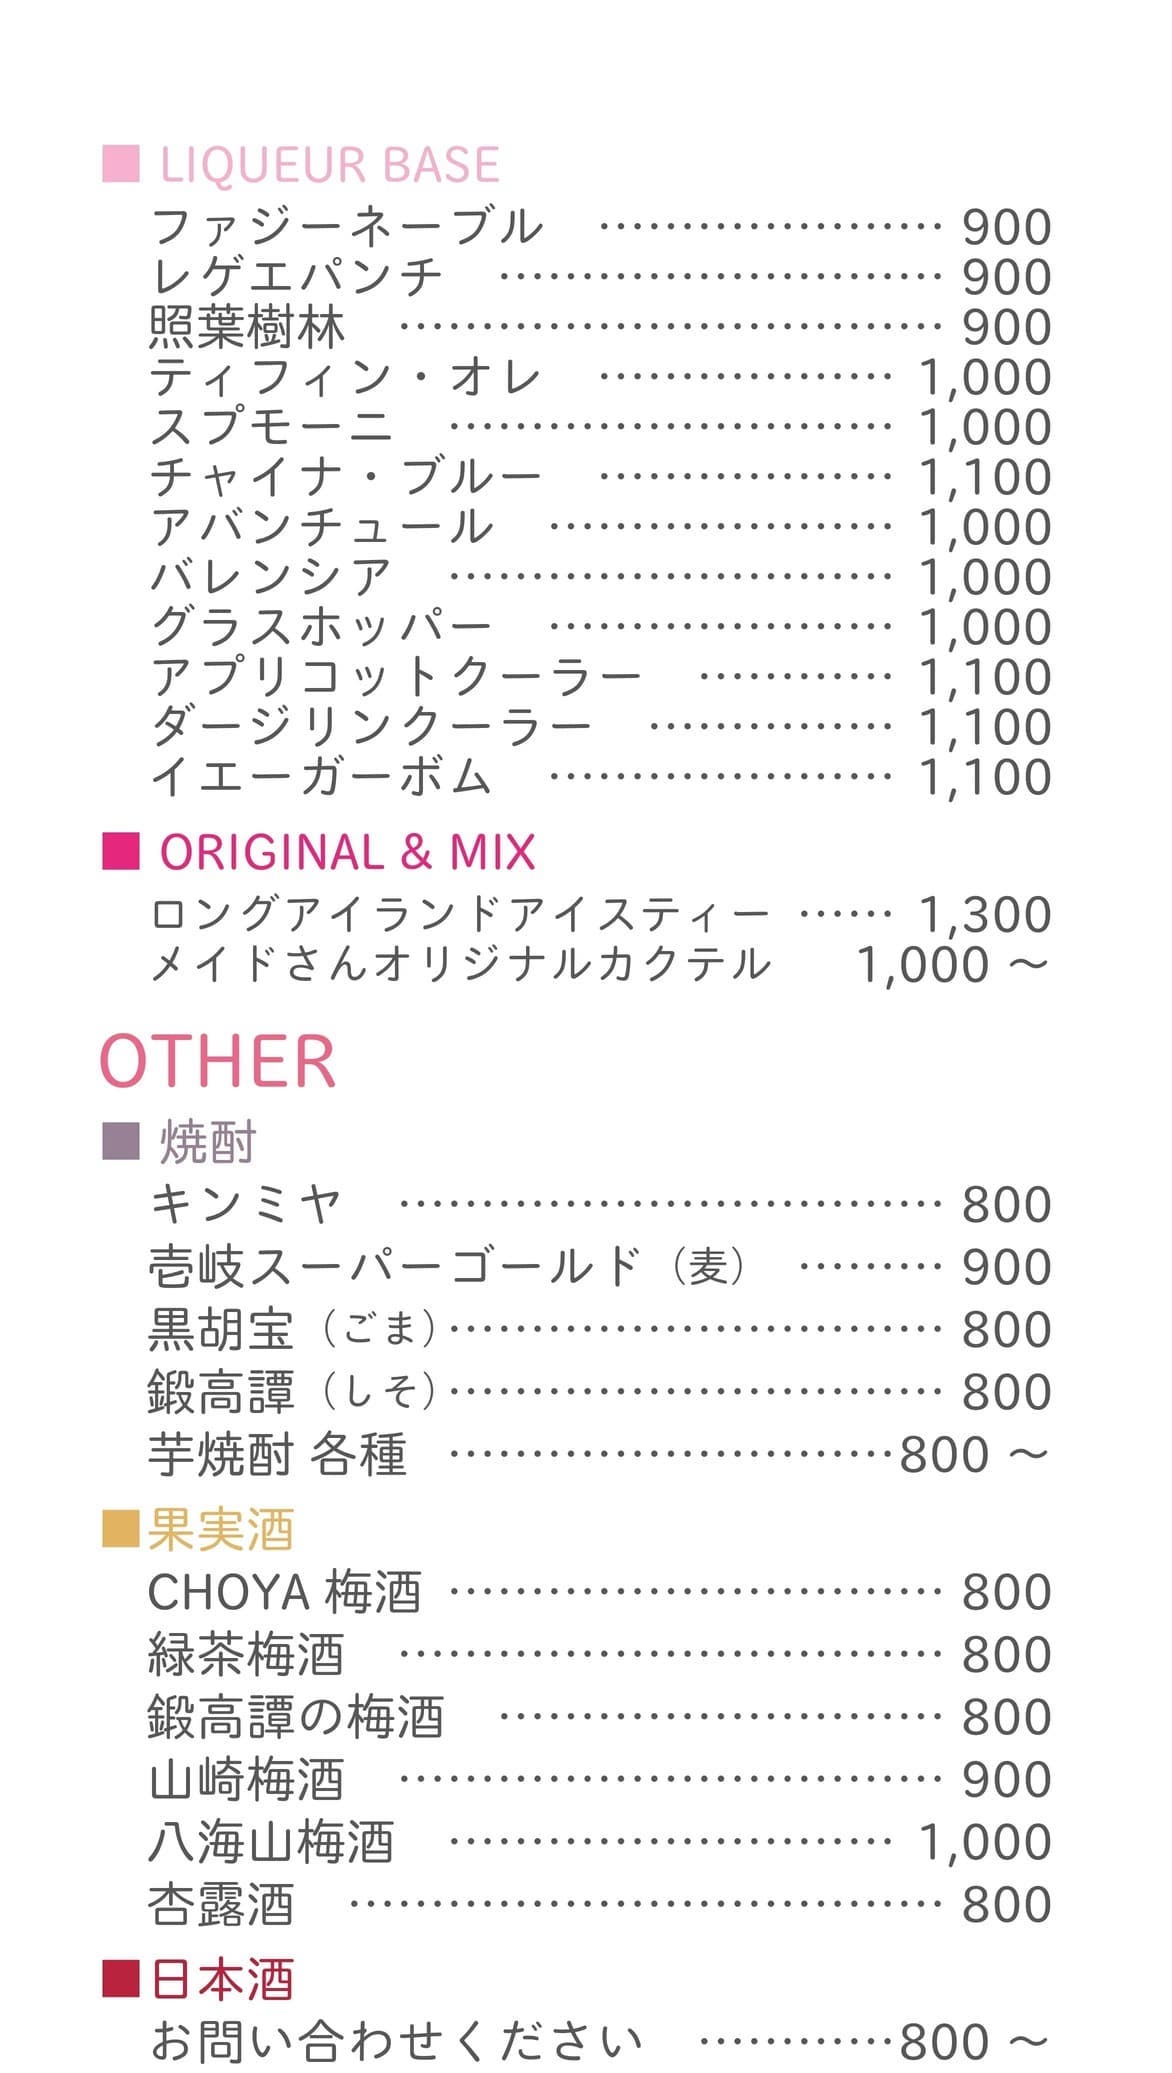 ■ LIQUEUR BASE
ファジーネーブル ………………… 900
レゲエパンチ ……………………… 900
照葉樹林 …………………………… 900
ティフィン・オレ ……………… 1,000
スプモーニ ……………………… 1,000
チャイナ・ブルー ……………… 1,100
アバンチュール ………………… 1,000
バレンシア ……………………… 1,000
グラスホッパー ………………… 1,000
アプリコットクーラー ………… 1,100
ダージリンクーラー …………… 1,100
イエーガーボム ………………… 1,100
■ ORIGINAL & MIX
ロングアイランドアイスティー …… 1,300
メイドさんオリジナルカクテル 1,000 ～
OTHER
■ 焼酎
キンミヤ …………………………… 800
壱岐スーパーゴールド（麦） ……… 900
黒胡宝（ごま）………………………… 800
鍛高譚（しそ）………………………… 800
芋焼酎 各種 ………………………800 ～
■果実酒
CHOYA 梅酒 ………………………… 800
緑茶梅酒 …………………………… 800
鍛高譚の梅酒 ……………………… 800
山崎梅酒 …………………………… 900
八海山梅酒 ……………………… 1,000
杏露酒 ……………………………… 800
■日本酒
お問い合わせください …………800 ～